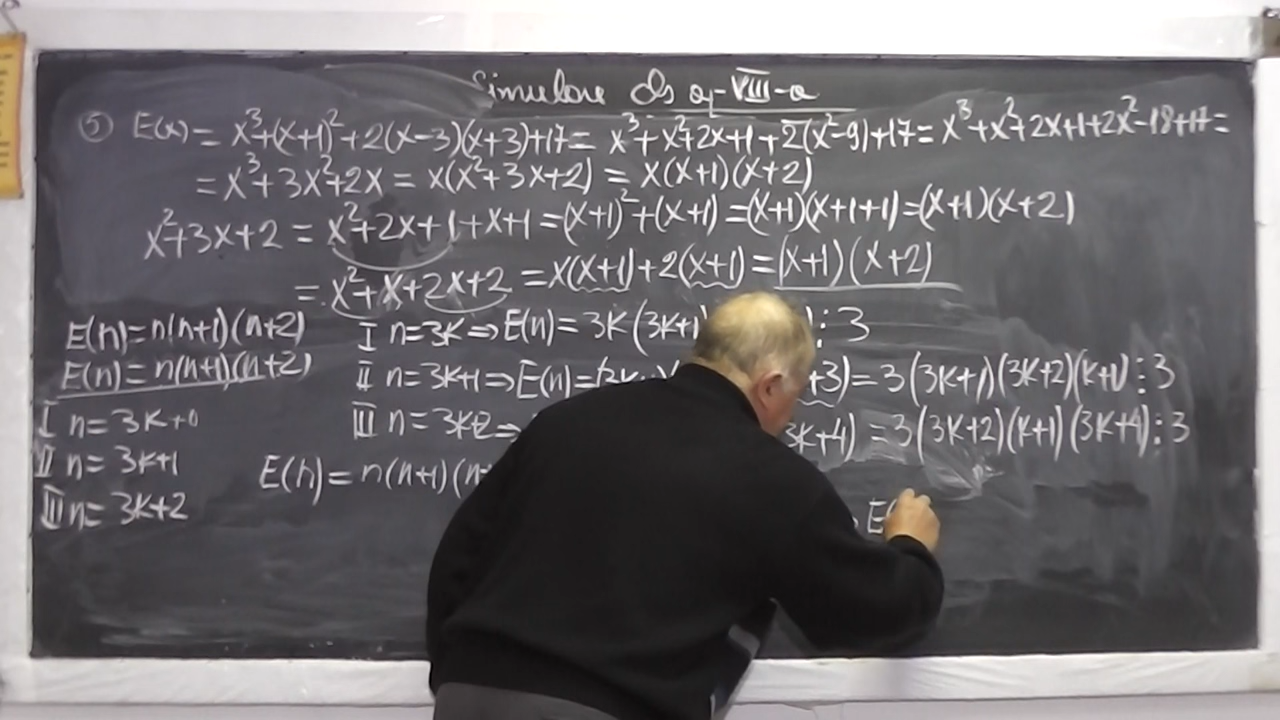 Simulare cls a VIII-a
5 E(x) = x³+(x+1)²+2(x-3)(x+3)+17= x³+x²+2x+1+2(x²-9)+17= x³+x²+2x+1+2x²-18+17=
= x³+3x²+2x = x(x²+3x+2) = x(x+1)(x+2)
x²+3x+2 = x²+2x+1+x+1 =(x+1)²+(x+1) =(x+1)(x+1+1)=(x+1)(x+2)
= x²+x+2x+2 =x(x+1)+2(x+1) =(x+1)(x+2)
E(n)=n(n+1)(n+2)
E(n)=n(n+1)(n+2)
I n= 3k+0
II n= 3k+1
III n= 3k+2
I n=3k ⇒ E(n) = 3k(3k+1) ⋮ 3
II n= 3k+1 ⇒ E(n)=(3k +3) = 3(3k+1)(3k+2)(k+1) ⋮ 3
III n= 3k+2 ⇒ 3k+4) = 3(3k+2)(k+1)(3k+4) ⋮ 3
E(n)= n(n+1)(n
E(